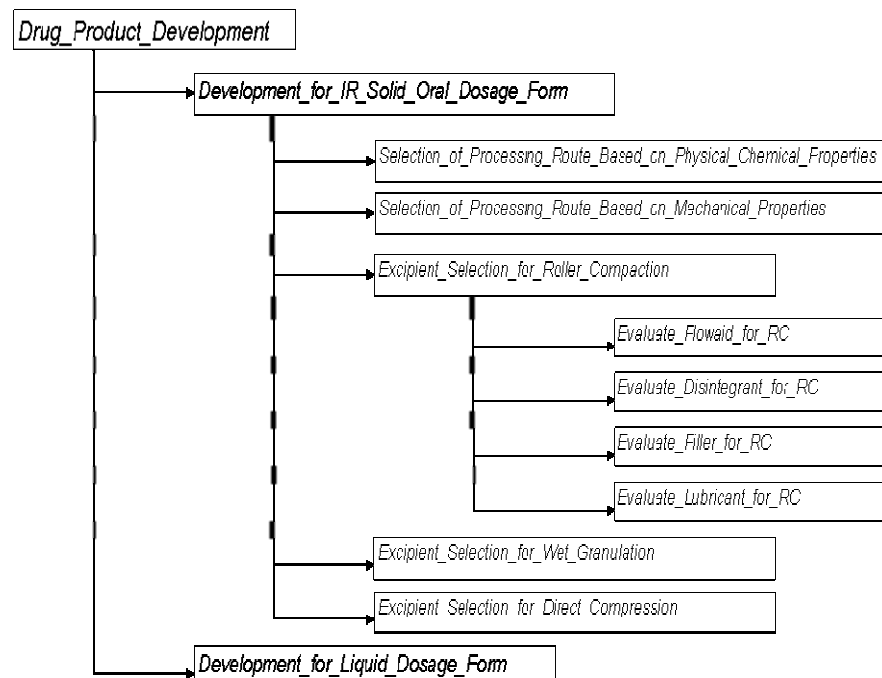 Drug_Product_Development
Development_for_IR_Solid_Oral_Dosage_Form
Selection_of_Processing_Route_Based_on_Physical_Chemical_Properties
Selection_of_Processing_Route_Based_on_Mechanical_Properties
Excipient_Selection_for_Roller_Compaction
Evaluate_Flowaid_for_RC
Evaluate_Disintegrant_for_RC
Evaluate_Filler_for_RC
Evaluate_Lubricant_for_RC
Excipient_Selection_for_Wet_Granulation
Excipient_Selection_for_Direct_Compression
Development_for_Liquid_Dosage_Form